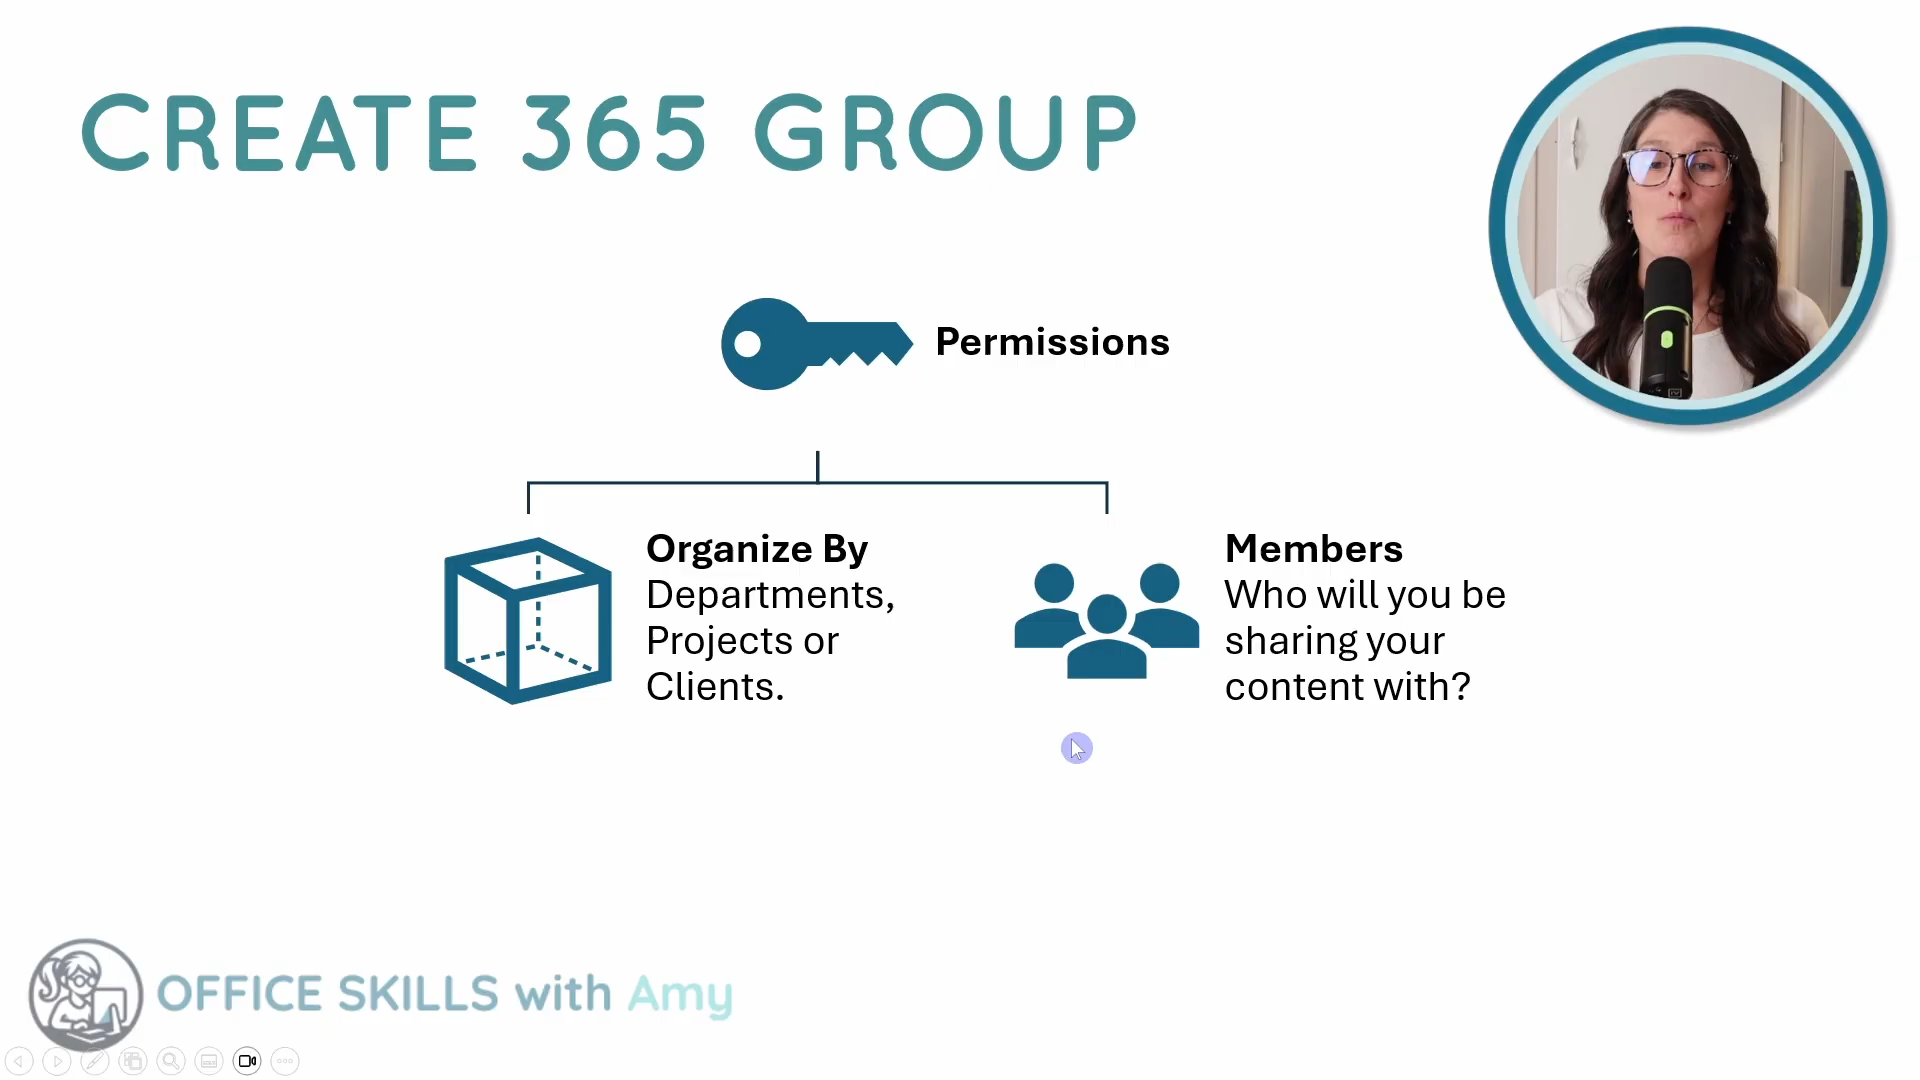 CREATE 365 GROUP
Permissions
Organize By
Departments,
Projects or
Clients.
Members
Who will you be
sharing your
content with?
OFFICE SKILLS with Amy